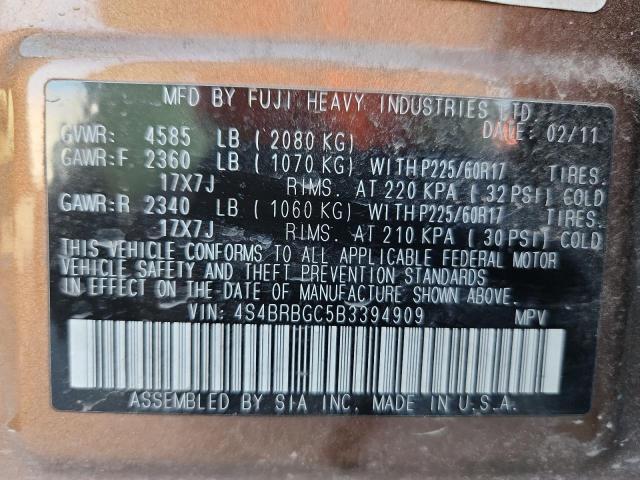 MFD BY FUJI HEAVY INDUSTRIES LTD
DATE: 02/11
GVWR: 4585 LB ( 2080 KG)
GAWR:F 2360 LB ( 1070 KG) WITH P225/60R17 TIRES.
17X7J RIMS. AT 220 KPA ( 32 PSI) COLD
GAWR:R 2340 LB ( 1060 KG) WITH P225/60R17 TIRES.
17X7J RIMS. AT 210 KPA ( 30 PSI) COLD
THIS VEHICLE CONFORMS TO ALL APPLICABLE FEDERAL MOTOR
VEHICLE SAFETY AND THEFT PREVENTION STANDARDS
IN EFFECT ON THE DATE OF MANUFACTURE SHOWN ABOVE.
VIN: 4S4BRBGC5B3394909 MPV
ASSEMBLED BY SIA INC. MADE IN U.S.A.